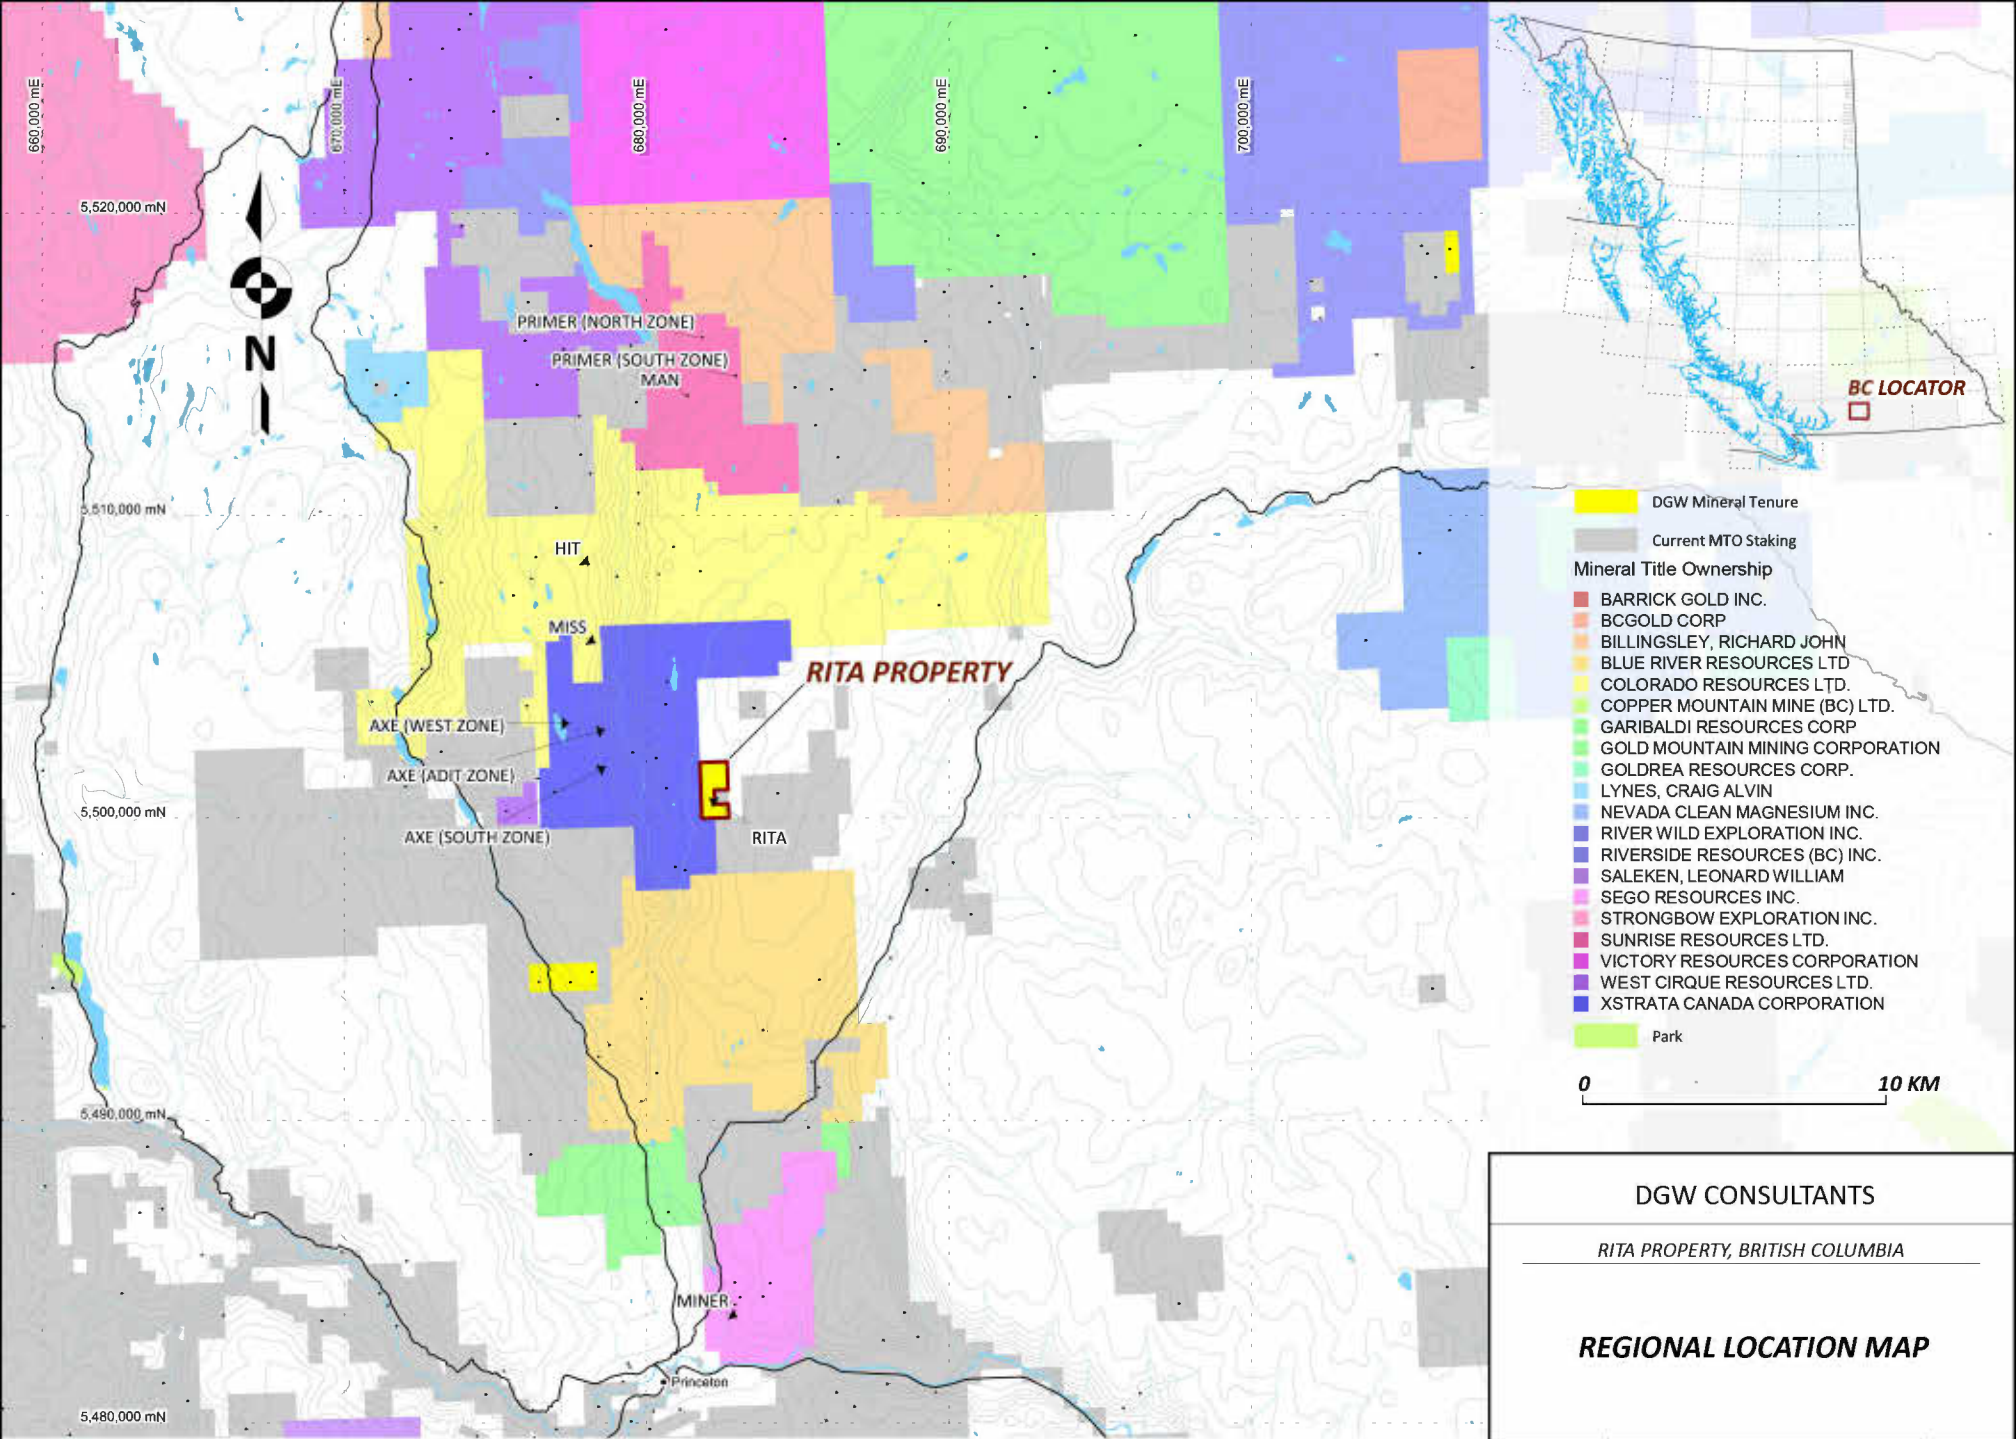 660,000 mE
670,000 mE
680,000 mE
690,000 mE
700,000 mE
5,520,000 mN
5,510,000 mN
5,500,000 mN
5,490,000 mN
5,480,000 mN
N
PRIMER (NORTH ZONE)
PRIMER (SOUTH ZONE)
MAN
HIT
MISS
RITA PROPERTY
AXE (WEST ZONE)
AXE (ADIT ZONE)
AXE (SOUTH ZONE)
RITA
MINER
Princeton
BC LOCATOR
DGW Mineral Tenure
Current MTO Staking
Mineral Title Ownership
BARRICK GOLD INC.
BCGOLD CORP
BILLINGSLEY, RICHARD JOHN
BLUE RIVER RESOURCES LTD
COLORADO RESOURCES LTD.
COPPER MOUNTAIN MINE (BC) LTD.
GARIBALDI RESOURCES CORP
GOLD MOUNTAIN MINING CORPORATION
GOLDREA RESOURCES CORP.
LYNES, CRAIG ALVIN
NEVADA CLEAN MAGNESIUM INC.
RIVER WILD EXPLORATION INC.
RIVERSIDE RESOURCES (BC) INC.
SALEKEN, LEONARD WILLIAM
SEGO RESOURCES INC.
STRONGBOW EXPLORATION INC.
SUNRISE RESOURCES LTD.
VICTORY RESOURCES CORPORATION
WEST CIRQUE RESOURCES LTD.
XSTRATA CANADA CORPORATION
Park
0 10 KM
DGW CONSULTANTS
RITA PROPERTY, BRITISH COLUMBIA
REGIONAL LOCATION MAP